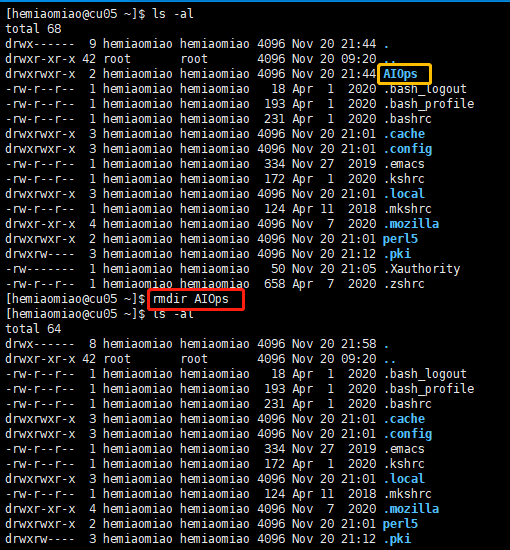 [hemiaomiao@cu05 ~]$ ls -al
total 68
drwx------  9 hemiaomiao hemiaomiao 4096 Nov 20 21:44 .
drwxr-xr-x 42 root       root       4096 Nov 20 09:20 ..
drwxrwxr-x  2 hemiaomiao hemiaomiao 4096 Nov 20 21:44 AIOps
-rw-r--r--  1 hemiaomiao hemiaomiao   18 Apr  1  2020 .bash_logout
-rw-r--r--  1 hemiaomiao hemiaomiao  193 Apr  1  2020 .bash_profile
-rw-r--r--  1 hemiaomiao hemiaomiao  231 Apr  1  2020 .bashrc
drwxrwxrwx  3 hemiaomiao hemiaomiao 4096 Nov 20 21:01 .cache
drwxrwxr-x  3 hemiaomiao hemiaomiao 4096 Nov 20 21:01 .config
-rw-r--r--  1 hemiaomiao hemiaomiao  334 Nov 27  2019 .emacs
-rw-r--r--  1 hemiaomiao hemiaomiao  172 Apr  1  2020 .kshrc
drwxrwxr-x  3 hemiaomiao hemiaomiao 4096 Nov 20 21:01 .local
-rw-r--r--  1 hemiaomiao hemiaomiao  124 Apr 11  2018 .mkshrc
drwxr-xr-x  4 hemiaomiao hemiaomiao 4096 Nov  7  2020 .mozilla
drwxrwxr-x  2 hemiaomiao hemiaomiao 4096 Nov 20 21:01 perl5
drwxrw----  3 hemiaomiao hemiaomiao 4096 Nov 20 21:12 .pki
-rw-------  1 hemiaomiao hemiaomiao   50 Nov 20 21:05 .Xauthority
-rw-r--r--  1 hemiaomiao hemiaomiao  658 Apr  7  2020 .zshrc
[hemiaomiao@cu05 ~]$ rmdir AIOps
[hemiaomiao@cu05 ~]$ ls -al
total 64
drwx------  8 hemiaomiao hemiaomiao 4096 Nov 20 21:58 .
drwxr-xr-x 42 root       root       4096 Nov 20 09:20 ..
-rw-r--r--  1 hemiaomiao hemiaomiao   18 Apr  1  2020 .bash_logout
-rw-r--r--  1 hemiaomiao hemiaomiao  193 Apr  1  2020 .bash_profile
-rw-r--r--  1 hemiaomiao hemiaomiao  231 Apr  1  2020 .bashrc
drwxrwxrwx  3 hemiaomiao hemiaomiao 4096 Nov 20 21:01 .cache
drwxrwxr-x  3 hemiaomiao hemiaomiao 4096 Nov 20 21:01 .config
-rw-r--r--  1 hemiaomiao hemiaomiao  334 Nov 27  2019 .emacs
-rw-r--r--  1 hemiaomiao hemiaomiao  172 Apr  1  2020 .kshrc
drwxrwxr-x  3 hemiaomiao hemiaomiao 4096 Nov 20 21:01 .local
-rw-r--r--  1 hemiaomiao hemiaomiao  124 Apr 11  2018 .mkshrc
drwxr-xr-x  4 hemiaomiao hemiaomiao 4096 Nov  7  2020 .mozilla
drwxrwxr-x  2 hemiaomiao hemiaomiao 4096 Nov 20 21:01 perl5
drwxrw----  3 hemiaomiao hemiaomiao 4096 Nov 20 21:12 .pki